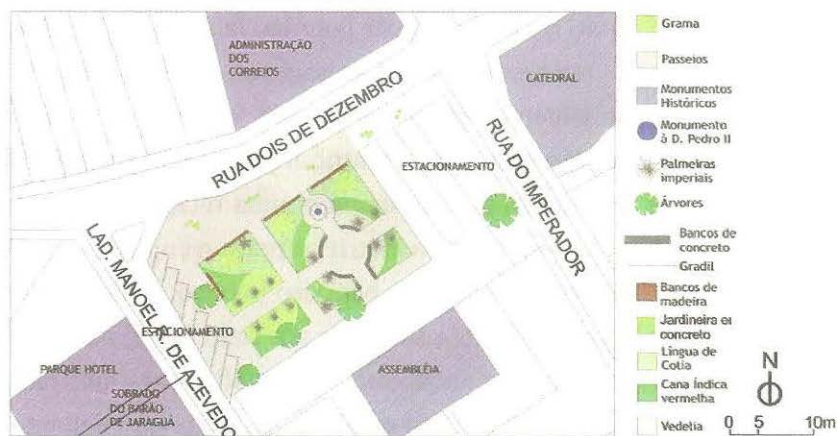 ADMINISTRAÇÃO
DOS
CORREIOS
CATEDRAL
RUA DOIS DE DEZEMBRO
ESTACIONAMENTO
RUA DO IMPERADOR
LAD. MANOEL R. DE AZEVEDO
ESTACIONAMENTO
PARQUE HOTEL
SOBRADO
DO BARÃO
DE JARAGUÁ
ASSEMBLÉIA
Grama
Passeios
Monumentos
Históricos
Monumento
à D. Pedro II
Palmeiras
imperiais
Árvores
Bancos de
concreto
Gradil
Bancos de
madeira
Jardineira em
concreto
Língua de
Cotia
Cana Índica
vermelha
Vedelia
N
0 5 10m